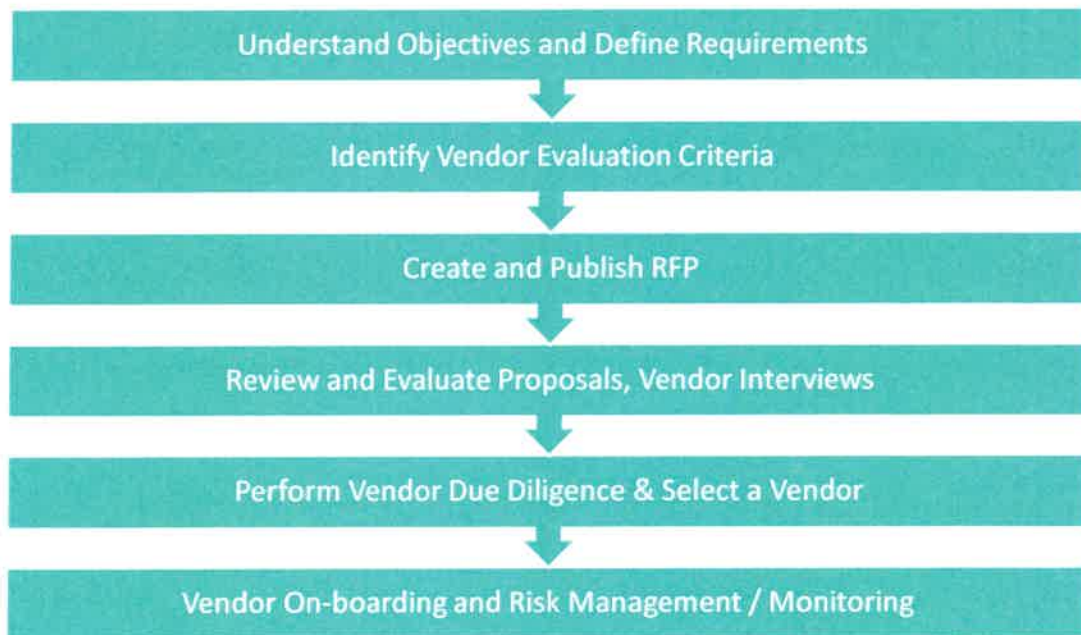 Understand Objectives and Define Requirements
Identify Vendor Evaluation Criteria
Create and Publish RFP
Review and Evaluate Proposals, Vendor Interviews
Perform Vendor Due Diligence & Select a Vendor
Vendor On-boarding and Risk Management / Monitoring